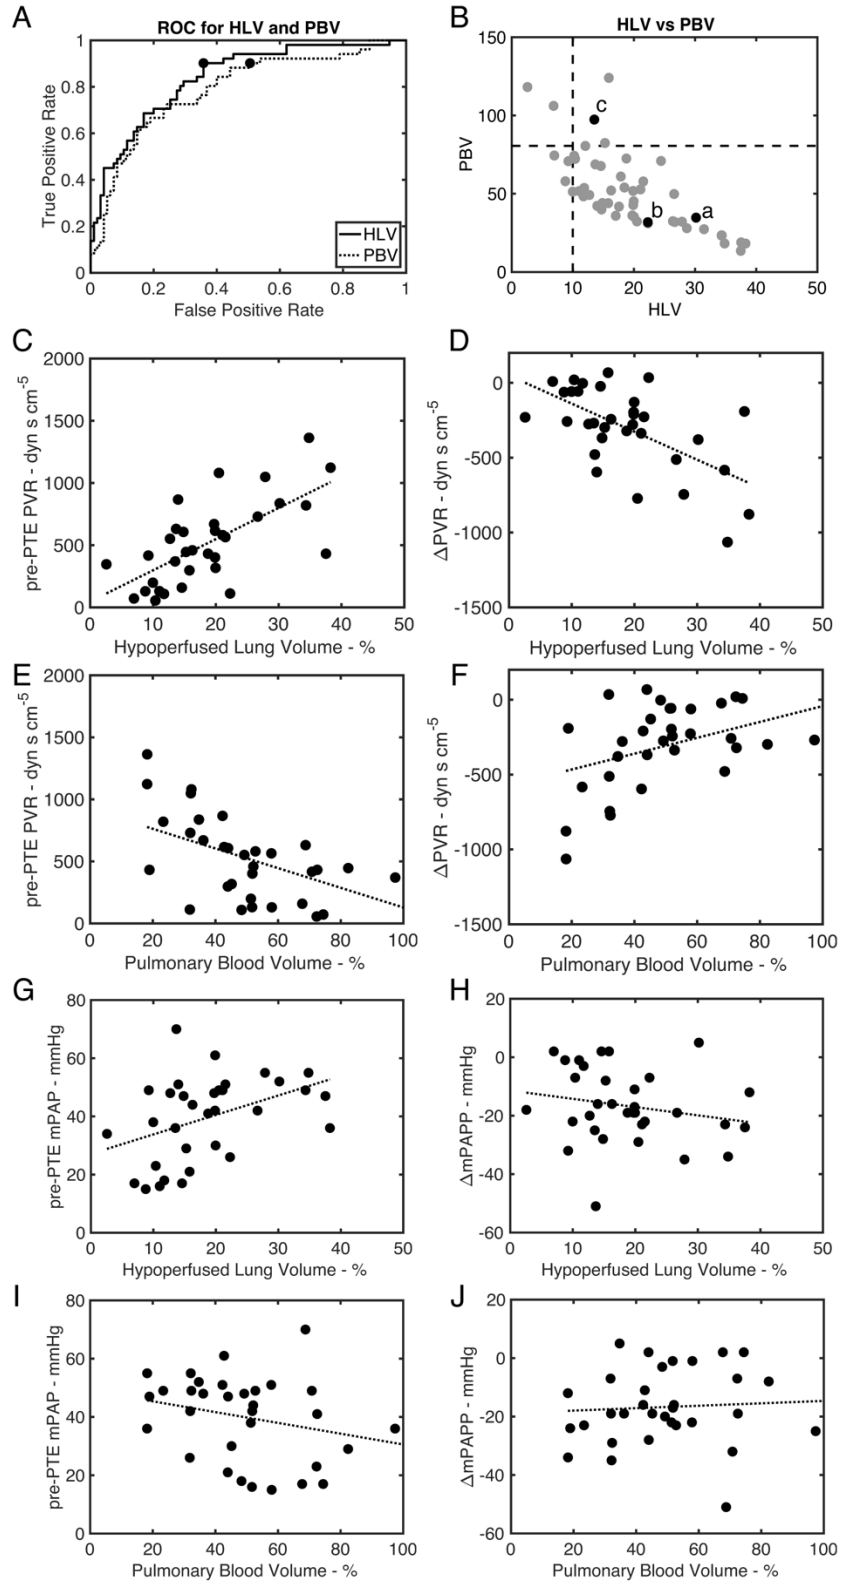 A
ROC for HLV and PBV
1
0.8
0.6
0.4
0.2
0
True Positive Rate
0 0.2 0.4 0.6 0.8 1
False Positive Rate
HLV
PBV
B
HLV vs PBV
150
100
50
0
PBV
c
b
a
0 10 20 30 40 50
HLV
C
2000
1500
1000
500
0
pre-PTE PVR - dyn s cm⁻⁵
0 10 20 30 40 50
Hypoperfused Lung Volume - %
D
0
-500
-1000
-1500
ΔPVR - dyn s cm⁻⁵
0 10 20 30 40 50
Hypoperfused Lung Volume - %
E
2000
1500
1000
500
0
pre-PTE PVR - dyn s cm⁻⁵
0 20 40 60 80 100
Pulmonary Blood Volume - %
F
0
-500
-1000
-1500
ΔPVR - dyn s cm⁻⁵
0 20 40 60 80 100
Pulmonary Blood Volume - %
G
80
60
40
20
0
pre-PTE mPAP - mmHg
0 10 20 30 40 50
Hypoperfused Lung Volume - %
H
20
0
-20
-40
-60
ΔmPAPP - mmHg
0 10 20 30 40 50
Hypoperfused Lung Volume - %
I
80
60
40
20
0
pre-PTE mPAP - mmHg
0 20 40 60 80 100
Pulmonary Blood Volume - %
J
20
0
-20
-40
-60
ΔmPAPP - mmHg
0 20 40 60 80 100
Pulmonary Blood Volume - %